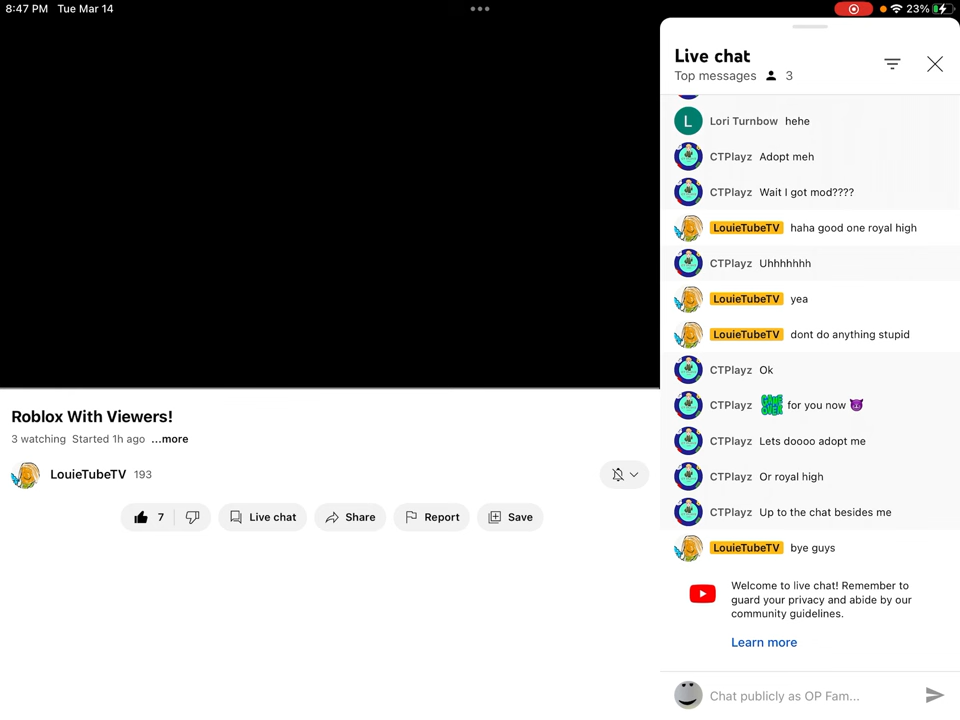 8:47 PM Tue Mar 14
23%
Live chat
Top messages 3
L Lori Turnbow hehe
CTPlayz Adopt meh
CTPlayz Wait I got mod????
LouieTubeTV haha good one royal high
CTPlayz Uhhhhhhh
LouieTubeTV yea
LouieTubeTV dont do anything stupid
CTPlayz Ok
CTPlayz GAME OVER for you now 😈
CTPlayz Lets doooo adopt me
CTPlayz Or royal high
CTPlayz Up to the chat besides me
LouieTubeTV bye guys
Welcome to live chat! Remember to
guard your privacy and abide by our
community guidelines.
Learn more
Chat publicly as OP Fam...
Roblox With Viewers!
3 watching Started 1h ago ...more
LouieTubeTV 193
7 Live chat Share Report Save